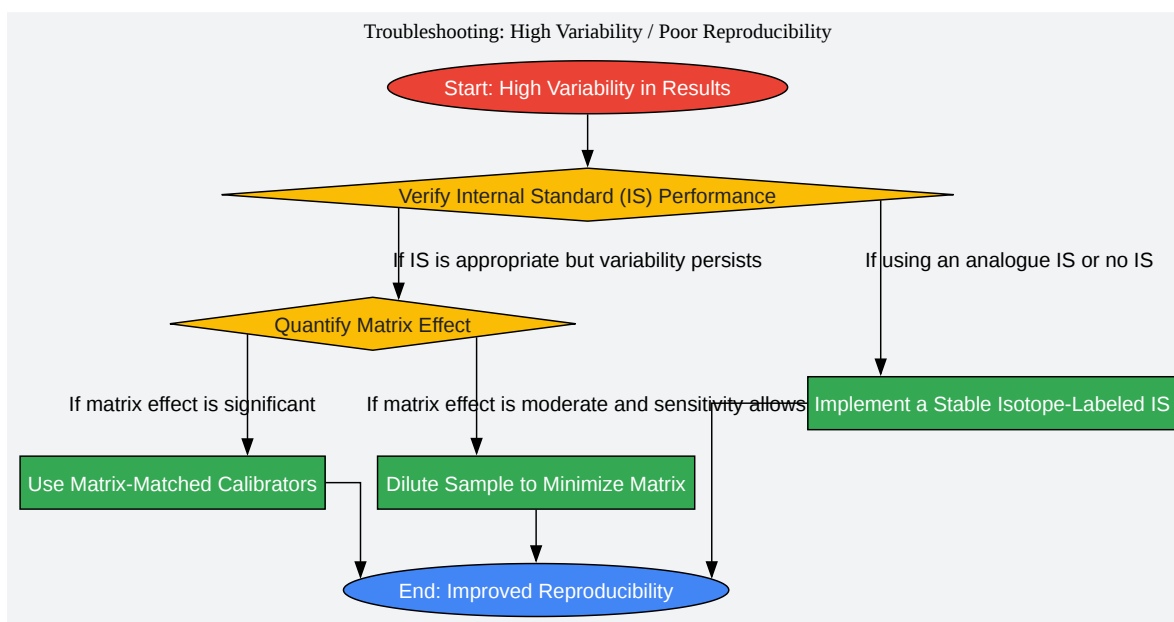 Troubleshooting: High Variability / Poor Reproducibility
Start: High Variability in Results
Verify Internal Standard (IS) Performance
If IS is appropriate but variability persists
If using an analogue IS or no IS
Quantify Matrix Effect
If matrix effect is significant
If matrix effect is moderate and sensitivity allows
Implement a Stable Isotope-Labeled IS
Use Matrix-Matched Calibrators
Dilute Sample to Minimize Matrix
End: Improved Reproducibility